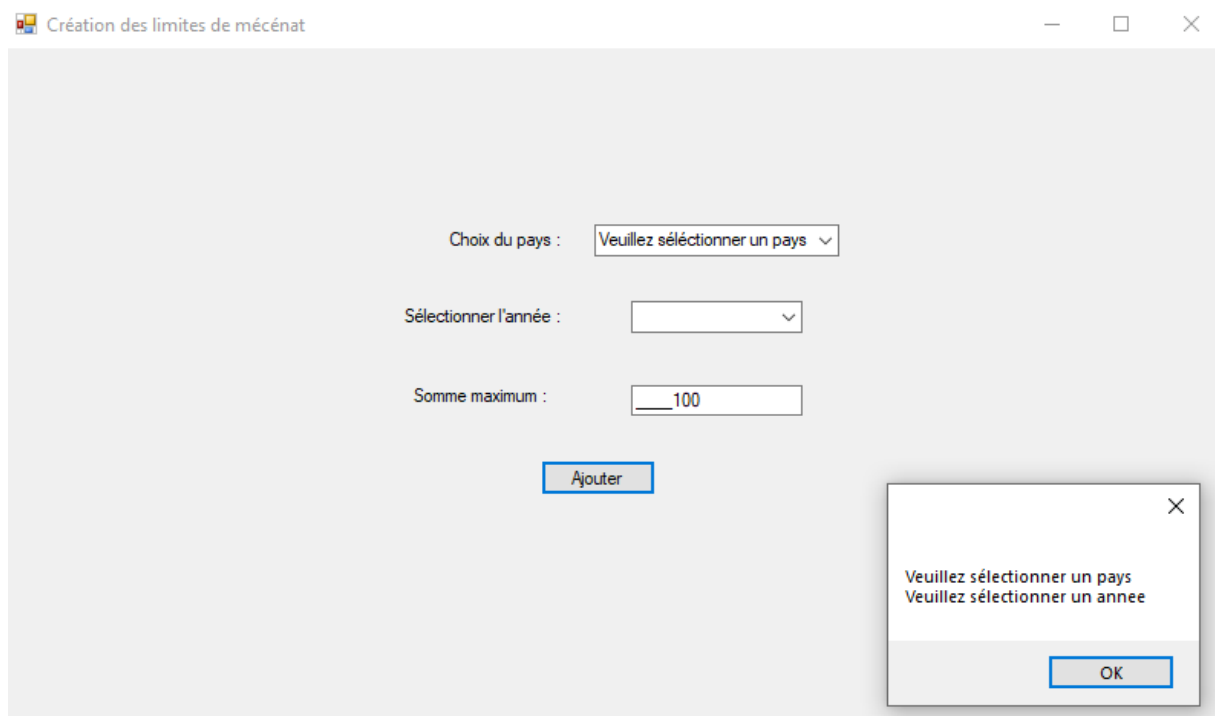 Création des limites de mécénat
Choix du pays :
Veuillez séléctionner un pays
Sélectionner l'année :
Somme maximum :
____100
Ajouter
Veuillez sélectionner un pays
Veuillez sélectionner un annee
OK